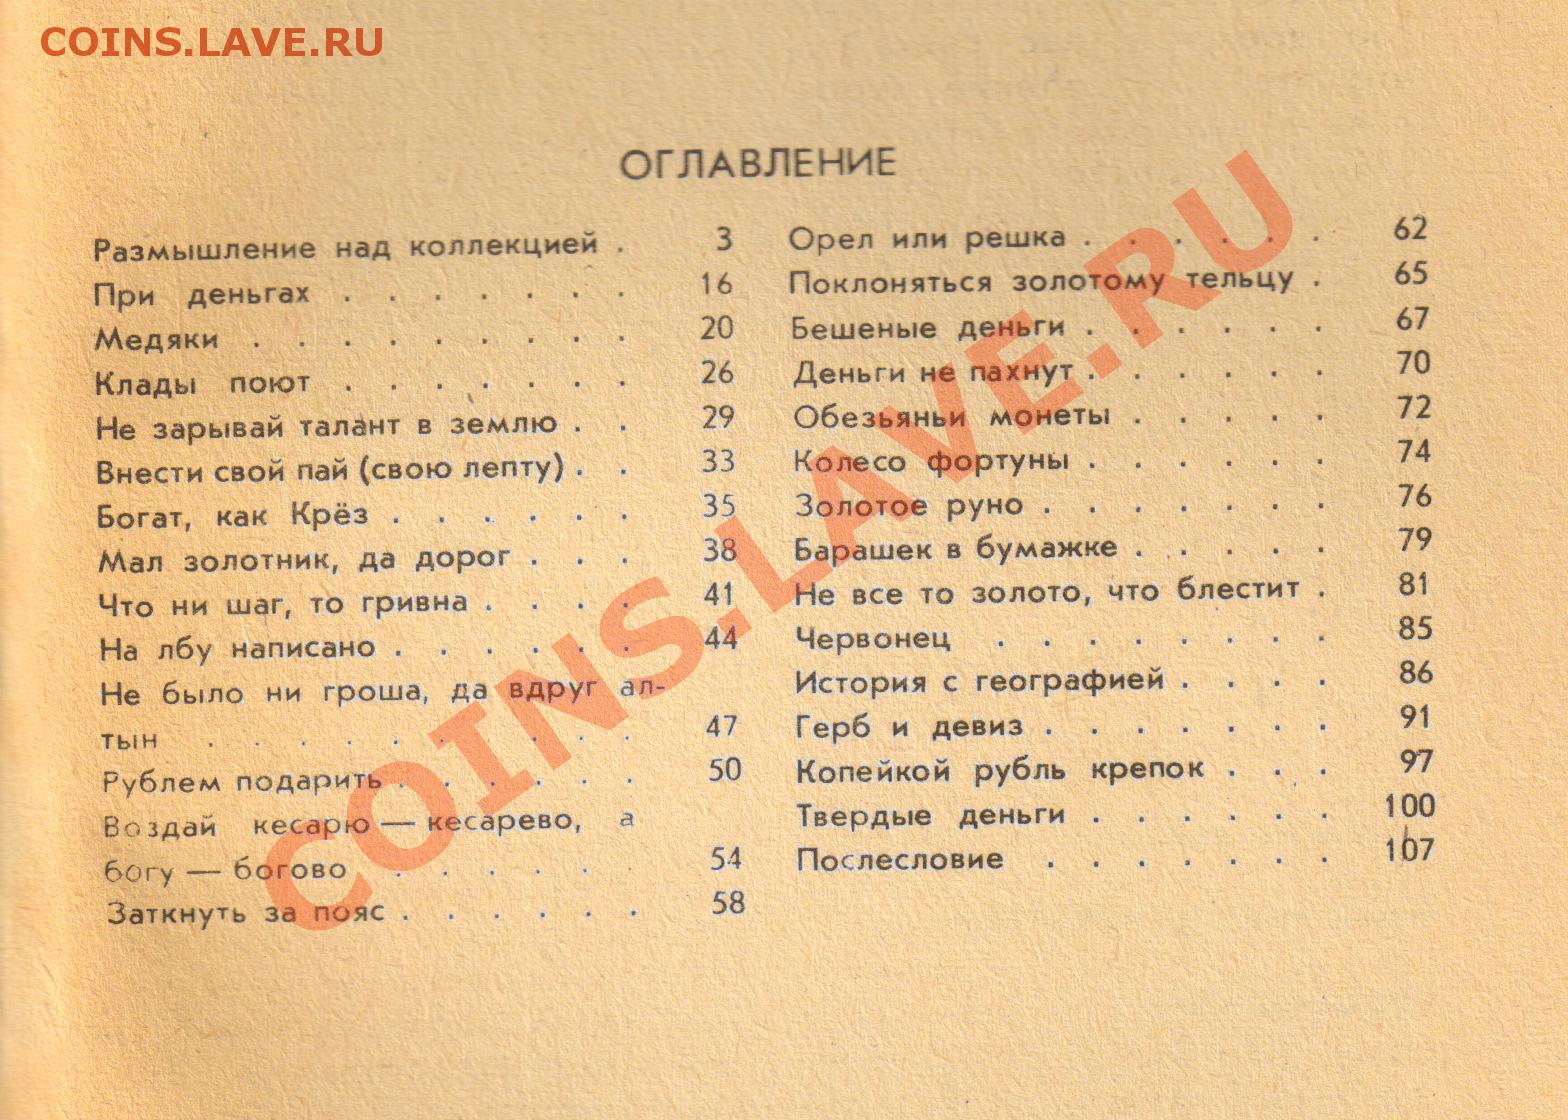 COINS.LAVE.RU
ОГЛАВЛЕНИЕ
Размышление над коллекцией . 3
При деньгах . . . . . . . 16
Медяки . . . . . . . . . 20
Клады поют . . . . . . . 26
Не зарывай талант в землю . . 29
Внести свой пай (свою лепту) . . 33
Богат, как Крёз . . . . . . 35
Мал золотник, да дорог . . . 38
Что ни шаг, то гривна . . . . 41
На лбу написано . . . . . . 44
Не было ни гроша, да вдруг ал-
тын . . . . . . . . . . 47
Рублем подарить . . . . . . 50
Воздай кесарю — кесарево, а
богу — богово . . . . . . 54
Заткнуть за пояс . . . . . . 58
Орел или решка . . . . . . 62
Поклоняться золотому тельцу . 65
Бешеные деньги . . . . . . 67
Деньги не пахнут . . . . . . 70
Обезьяньи монеты . . . . . 72
Колесо фортуны . . . . . . 74
Золотое руно . . . . . . . 76
Барашек в бумажке . . . . . 79
Не все то золото, что блестит . 81
Червонец . . . . . . . . 85
История с географией . . . . 86
Герб и девиз . . . . . . . 91
Копейкой рубль крепок . . . 97
Твердые деньги . . . . . . 100
Послесловие . . . . . . . 107
COINS.LAVE.RU